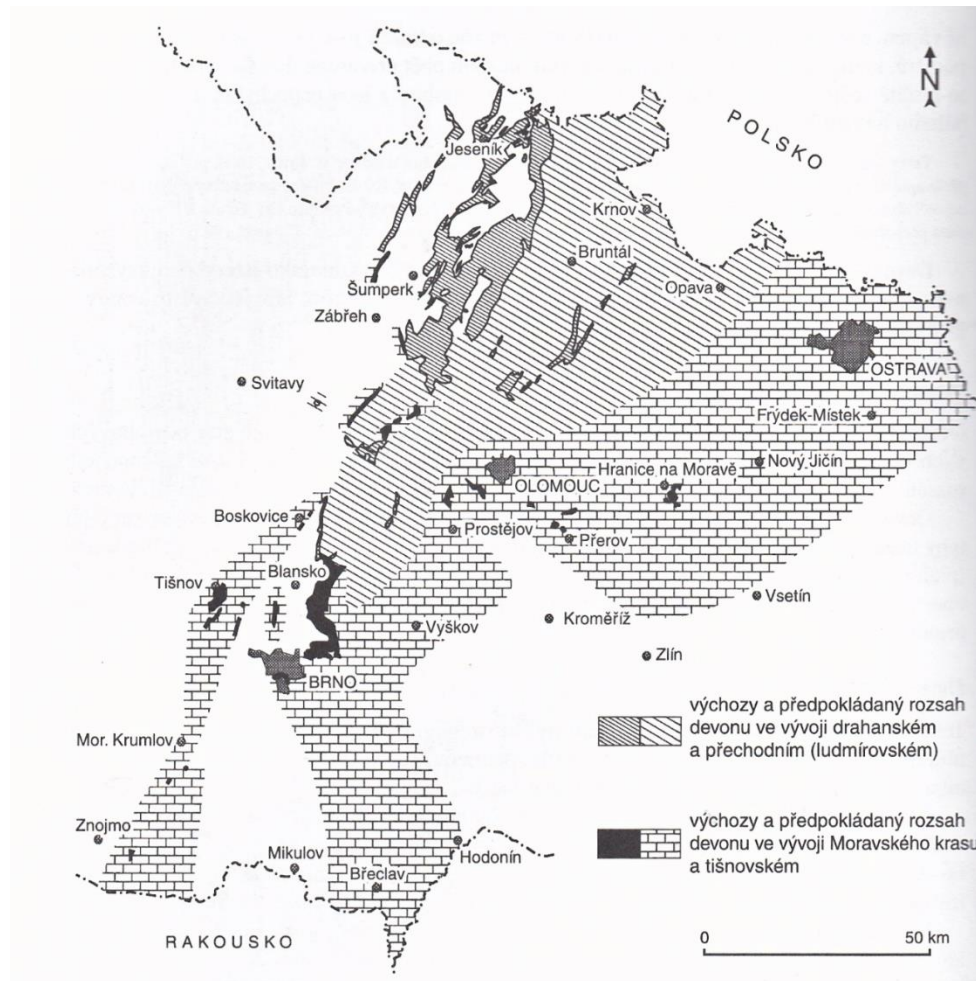 N
POLSKO
Jeseník
Krnov
Bruntál
Šumperk
Opava
Zábřeh
OSTRAVA
Svitavy
Frýdek-Místek
Nový Jičín
Hranice na Moravě
OLOMOUC
Boskovice
Prostějov
Přerov
Tišnov
Blansko
Vsetín
Kroměříž
Vyškov
Zlín
BRNO
výchozy a předpokládaný rozsah
devonu ve vývoji drahanském
a přechodním (ludmírovském)
Mor. Krumlov
Znojmo
výchozy a předpokládaný rozsah
devonu ve vývoji Moravského krasu
a tišnovském
Hodonín
Mikulov
Břeclav
RAKOUSKO
0
50 km